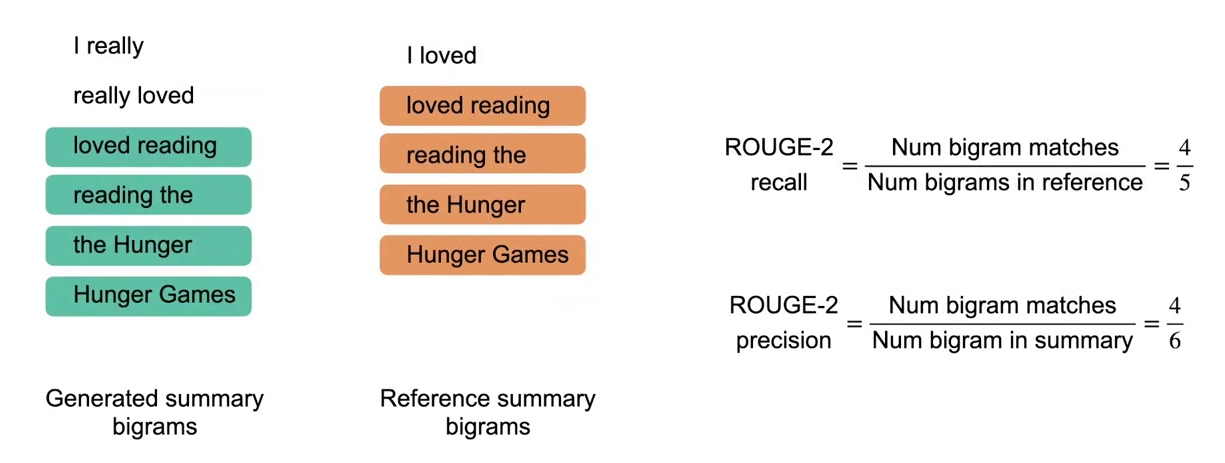 I really
really loved
loved reading
reading the
the Hunger
Hunger Games
Generated summary
bigrams
I loved
loved reading
reading the
the Hunger
Hunger Games
Reference summary
bigrams
ROUGE-2
recall
=
Num bigram matches
Num bigrams in reference
=
4
5
ROUGE-2
precision
=
Num bigram matches
Num bigram in summary
=
4
6